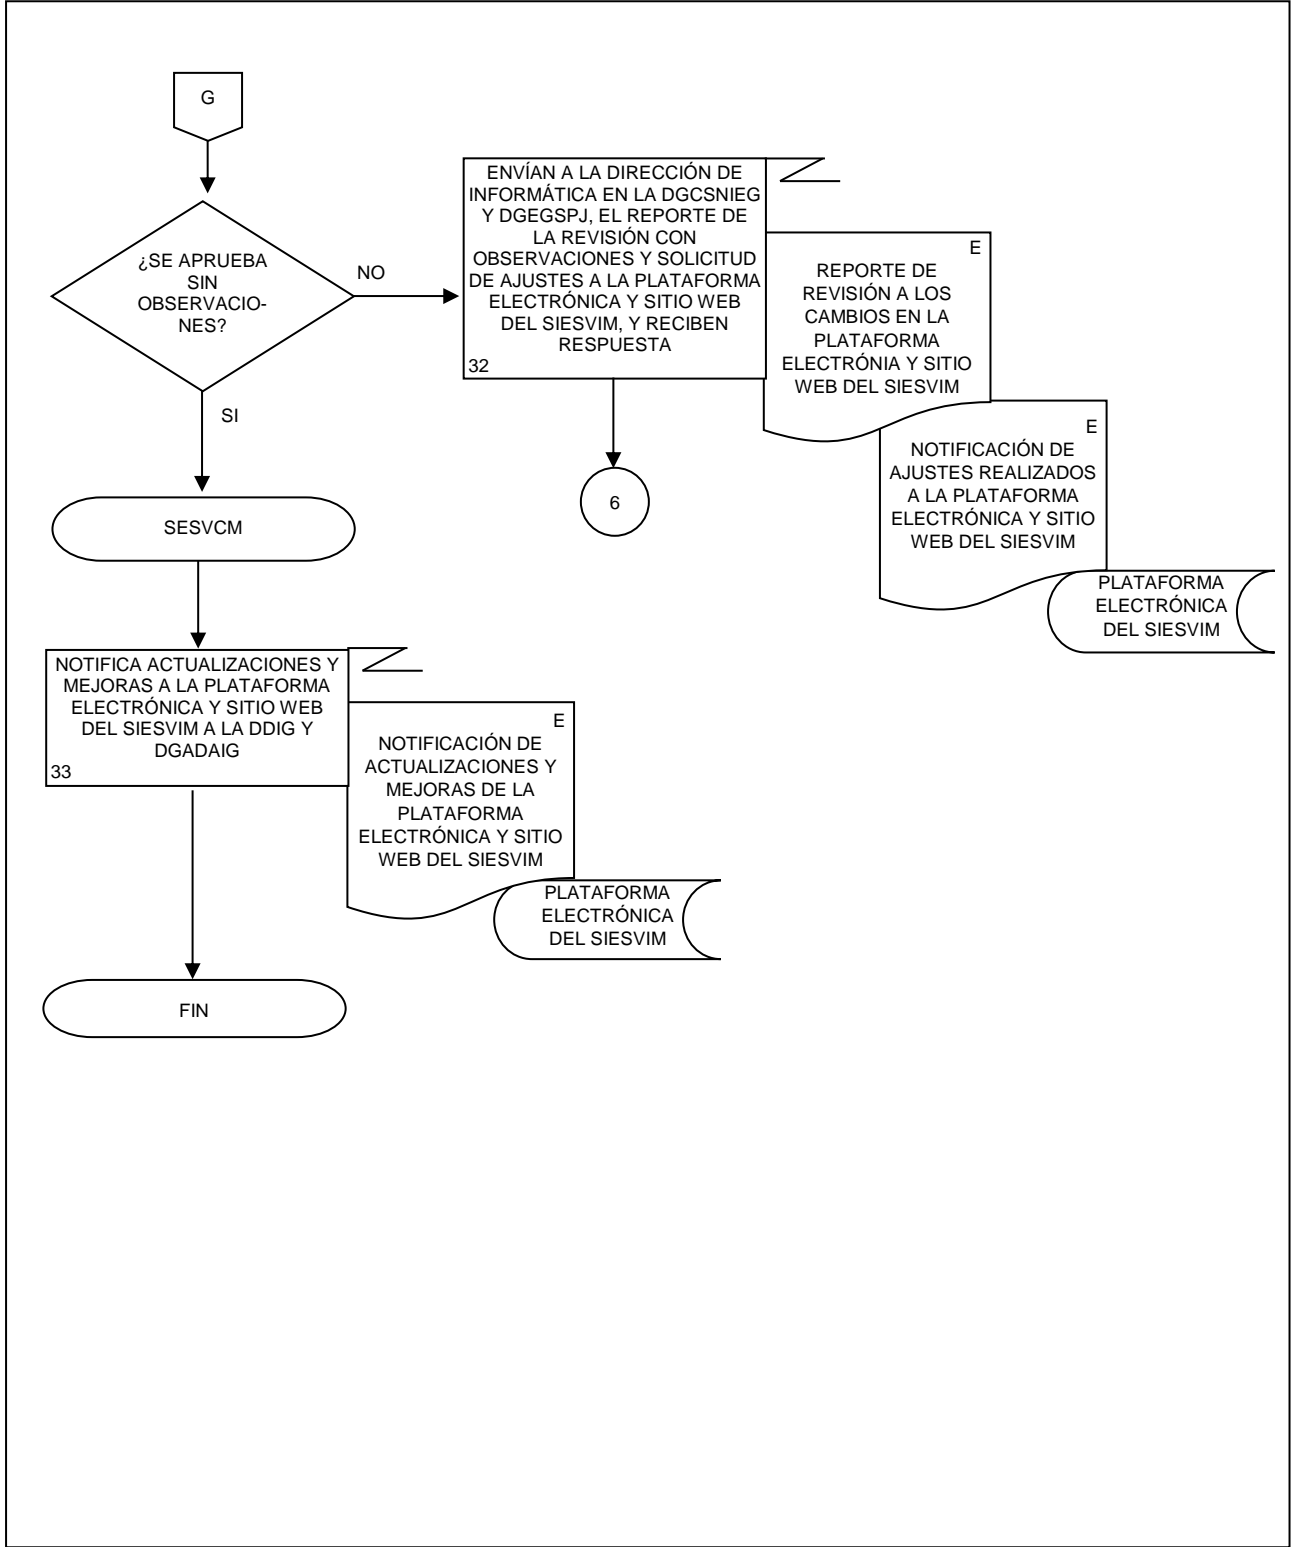 G
¿SE APRUEBA
SIN
OBSERVACIO-
NES?
NO
SI
ENVÍAN A LA DIRECCIÓN DE
INFORMÁTICA EN LA DGCSNIEG
Y DGEGSPJ, EL REPORTE DE
LA REVISIÓN CON
OBSERVACIONES Y SOLICITUD
DE AJUSTES A LA PLATAFORMA
ELECTRÓNICA Y SITIO WEB
DEL SIESVIM, Y RECIBEN
RESPUESTA
32
E
REPORTE DE
REVISIÓN A LOS
CAMBIOS EN LA
PLATAFORMA
ELECTRÓNIA Y SITIO
WEB DEL SIESVIM
E
NOTIFICACIÓN DE
AJUSTES REALIZADOS
A LA PLATAFORMA
ELECTRÓNICA Y SITIO
WEB DEL SIESVIM
PLATAFORMA
ELECTRÓNICA
DEL SIESVIM
6
SESVCM
NOTIFICA ACTUALIZACIONES Y
MEJORAS A LA PLATAFORMA
ELECTRÓNICA Y SITIO WEB
DEL SIESVIM A LA DDIG Y
DGADAIG
33
E
NOTIFICACIÓN DE
ACTUALIZACIONES Y
MEJORAS DE LA
PLATAFORMA
ELECTRÓNICA Y SITIO
WEB DEL SIESVIM
PLATAFORMA
ELECTRÓNICA
DEL SIESVIM
FIN